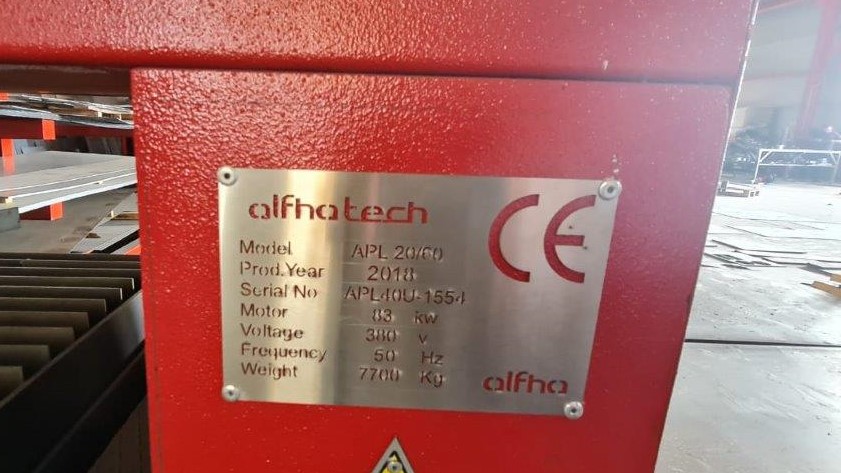 alfhatech
CE
Model APL 20/60
Prod.Year 2018
Serial No APL40U-1554
Motor 83 kw
Voltage 380 v
Frequency 50 Hz
Weight 7700 Kg
alfha